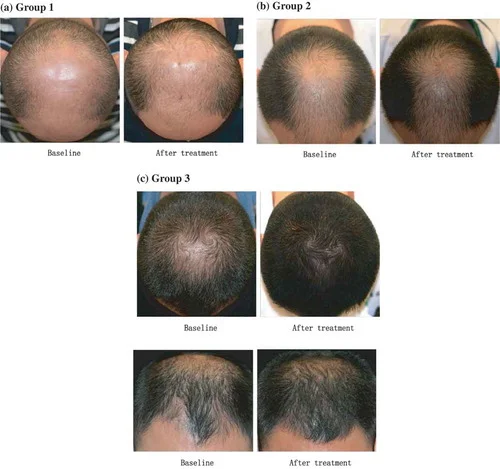 (a) Group 1
(b) Group 2
Baseline
After treatment
Baseline
After treatment
(c) Group 3
Baseline
After treatment
Baseline
After treatment